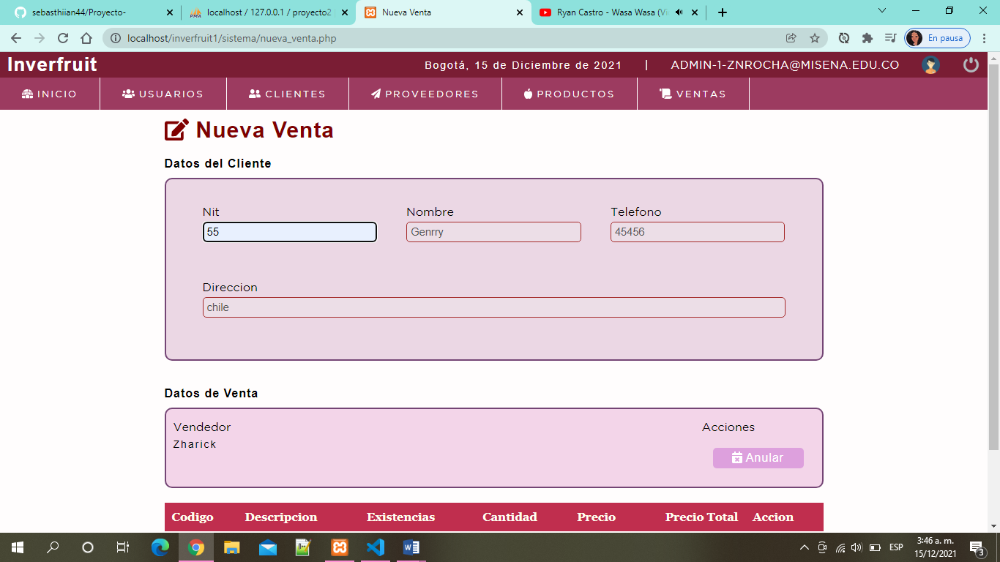 sebasthiian44/Proyecto-
localhost / 127.0.0.1 / proyecto2
Nueva Venta
Ryan Castro - Wasa Wasa (Vi
localhost/inverfruit1/sistema/nueva_venta.php
En pausa
Inverfruit
Bogotá, 15 de Diciembre de 2021 | ADMIN-1-ZNROCHA@MISENA.EDU.CO
INICIO USUARIOS CLIENTES PROVEEDORES PRODUCTOS VENTAS
Nueva Venta
Datos del Cliente
Nit Nombre Telefono
55 Genrry 45456
Direccion
chile
Datos de Venta
Vendedor Acciones
Zharick
Anular
Codigo Descripcion Existencias Cantidad Precio Precio Total Accion
ESP
3:46 a. m.
15/12/2021
3